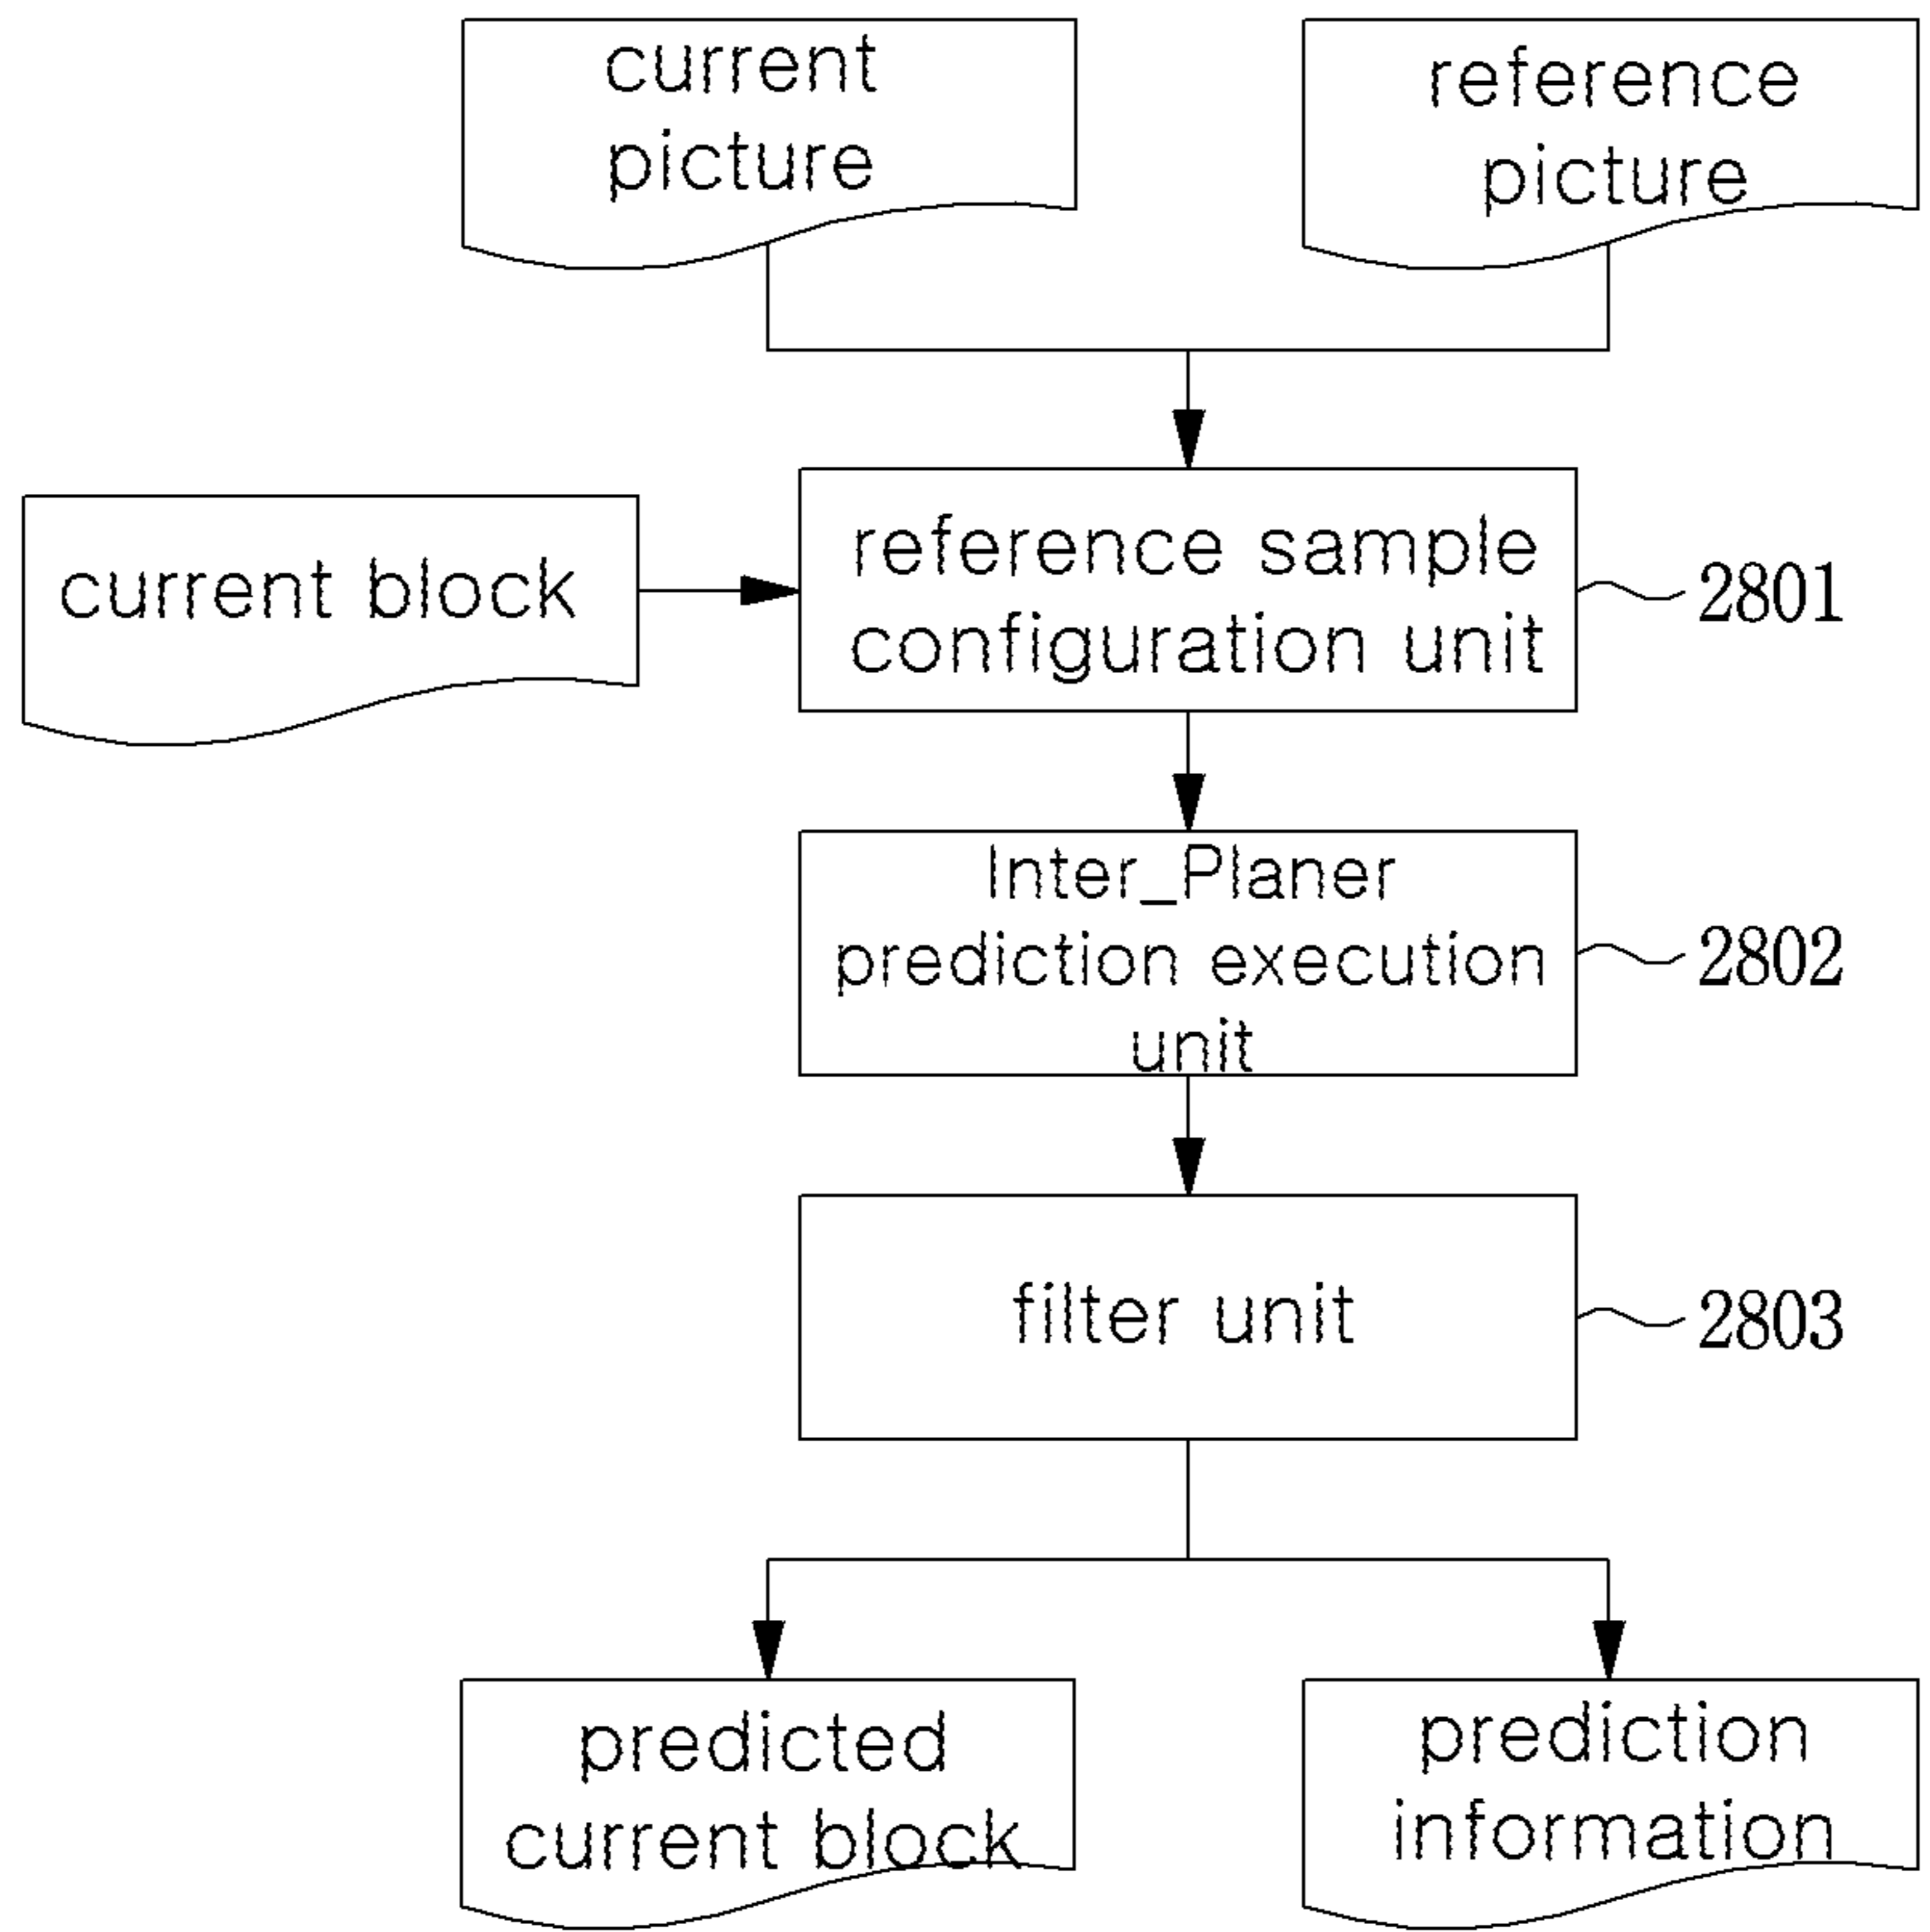 current
picture
reference
picture
current block
reference sample
configuration unit
2801
Inter_Planer
prediction execution
unit
2802
filter unit
2803
predicted
current block
prediction
information